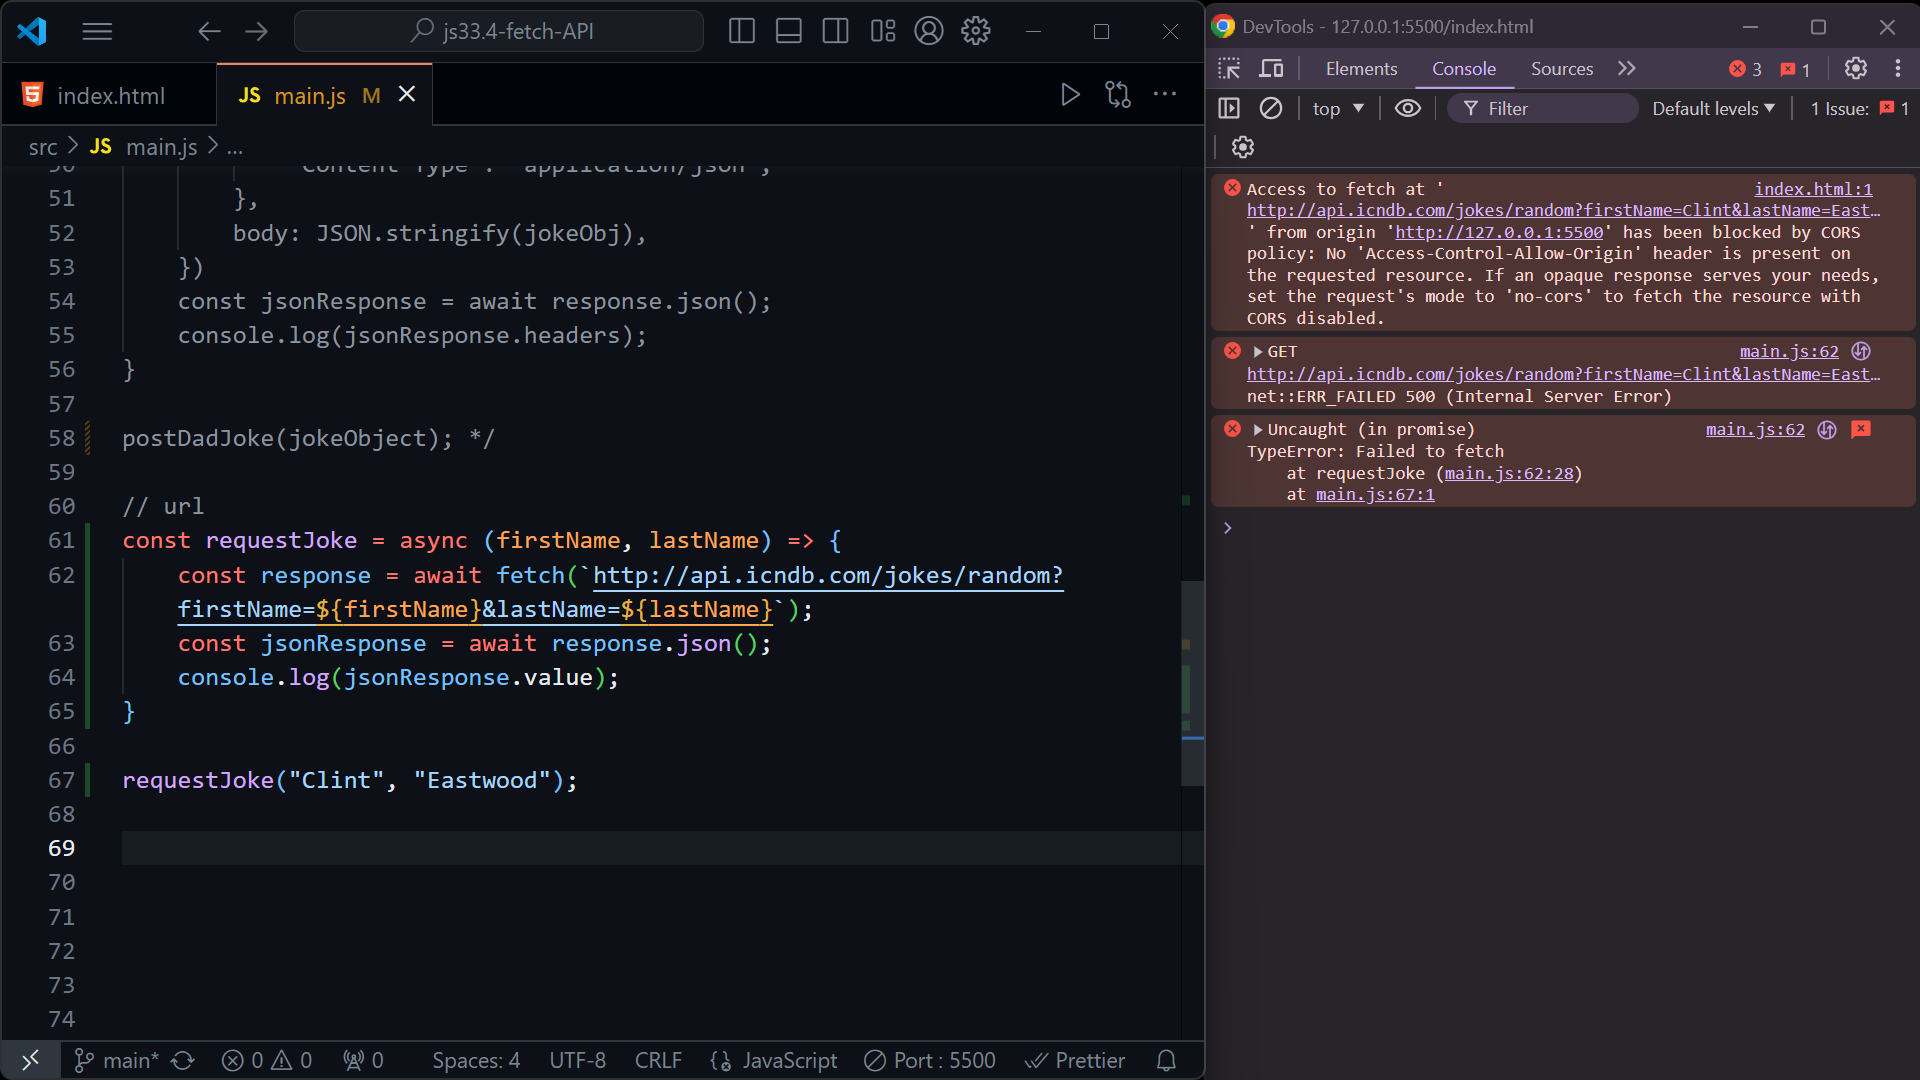 js33.4-fetch-API
index.html
JS main.js M
src > JS main.js > ...
51 },
52 body: JSON.stringify(jokeObj),
53 })
54 const jsonResponse = await response.json();
55 console.log(jsonResponse.headers);
56 }
57
58 postDadJoke(jokeObject); */
59
60 // url
61 const requestJoke = async (firstName, lastName) => {
62 const response = await fetch(`http://api.icndb.com/jokes/random?
firstName=${firstName}&lastName=${lastName}`);
63 const jsonResponse = await response.json();
64 console.log(jsonResponse.value);
65 }
66
67 requestJoke("Clint", "Eastwood");
68
69
70
71
72
73
74
main* 0 0 0 Spaces: 4 UTF-8 CRLF JavaScript Port : 5500 Prettier
DevTools - 127.0.0.1:5500/index.html
Elements Console Sources 3 1
top Filter Default levels 1 Issue: 1
Access to fetch at ' index.html:1
http://api.icndb.com/jokes/random?firstName=Clint&lastName=East…
' from origin 'http://127.0.0.1:5500' has been blocked by CORS
policy: No 'Access-Control-Allow-Origin' header is present on
the requested resource. If an opaque response serves your needs,
set the request's mode to 'no-cors' to fetch the resource with
CORS disabled.
GET main.js:62
http://api.icndb.com/jokes/random?firstName=Clint&lastName=East…
net::ERR_FAILED 500 (Internal Server Error)
Uncaught (in promise) main.js:62
TypeError: Failed to fetch
at requestJoke (main.js:62:28)
at main.js:67:1